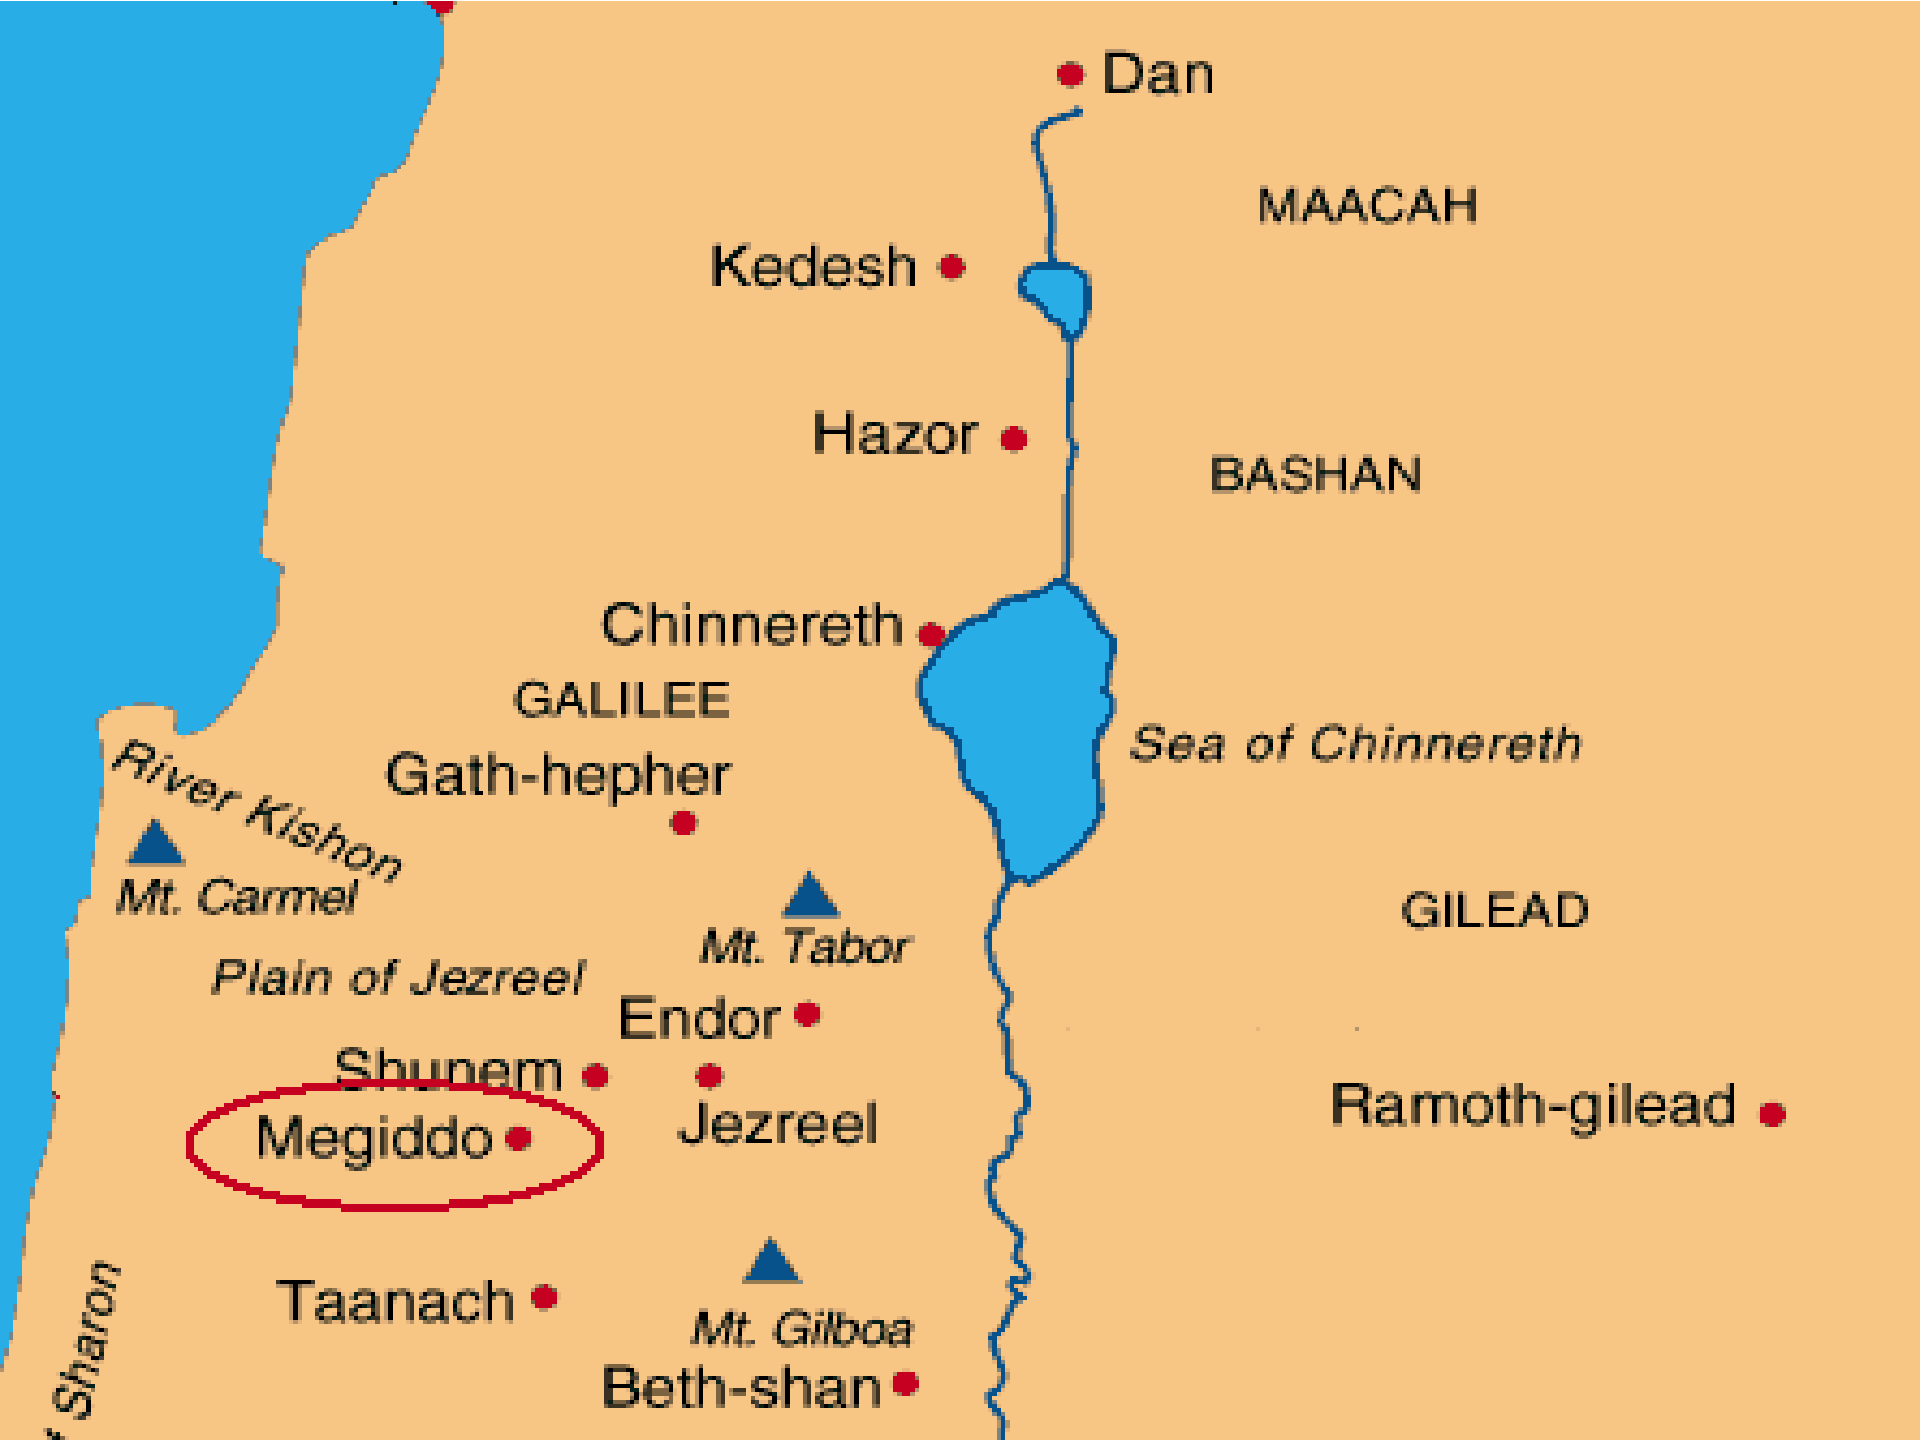 Dan
MAACAH
Kedesh
Hazor
BASHAN
Chinnereth
GALILEE
Sea of Chinnereth
Gath-hepher
River Kishon
Mt. Carmel
GILEAD
Mt. Tabor
Plain of Jezreel
Endor
Shunem
Jezreel
Ramoth-gilead
Megiddo
Taanach
Mt. Gilboa
Beth-shan
f Sharon